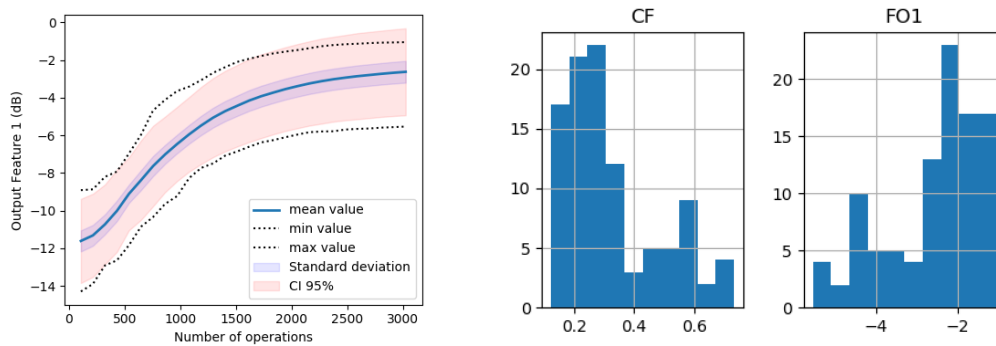 0
−2
−4
−6
−8
−10
−12
−14
Output Feature 1 (dB)
mean value
min value
max value
Standard deviation
CI 95%
0 500 1000 1500 2000 2500 3000
Number of operations
CF
20
15
10
5
0
0.2 0.4 0.6
FO1
20
15
10
5
0
−4 −2